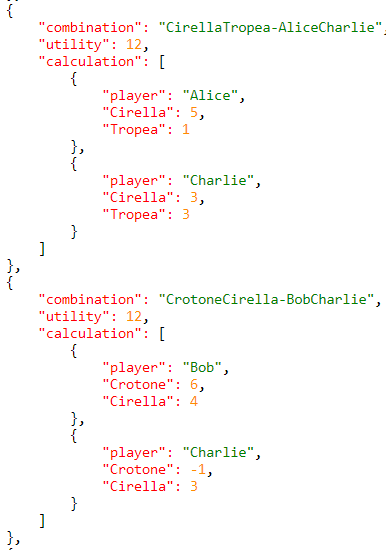 {
"combination": "CirellaTropea-AliceCharlie",
"utility": 12,
"calculation": [
{
"player": "Alice",
"Cirella": 5,
"Tropea": 1
},
{
"player": "Charlie",
"Cirella": 3,
"Tropea": 3
}
]
},
{
"combination": "CrotoneCirella-BobCharlie",
"utility": 12,
"calculation": [
{
"player": "Bob",
"Crotone": 6,
"Cirella": 4
},
{
"player": "Charlie",
"Crotone": -1,
"Cirella": 3
}
]
},